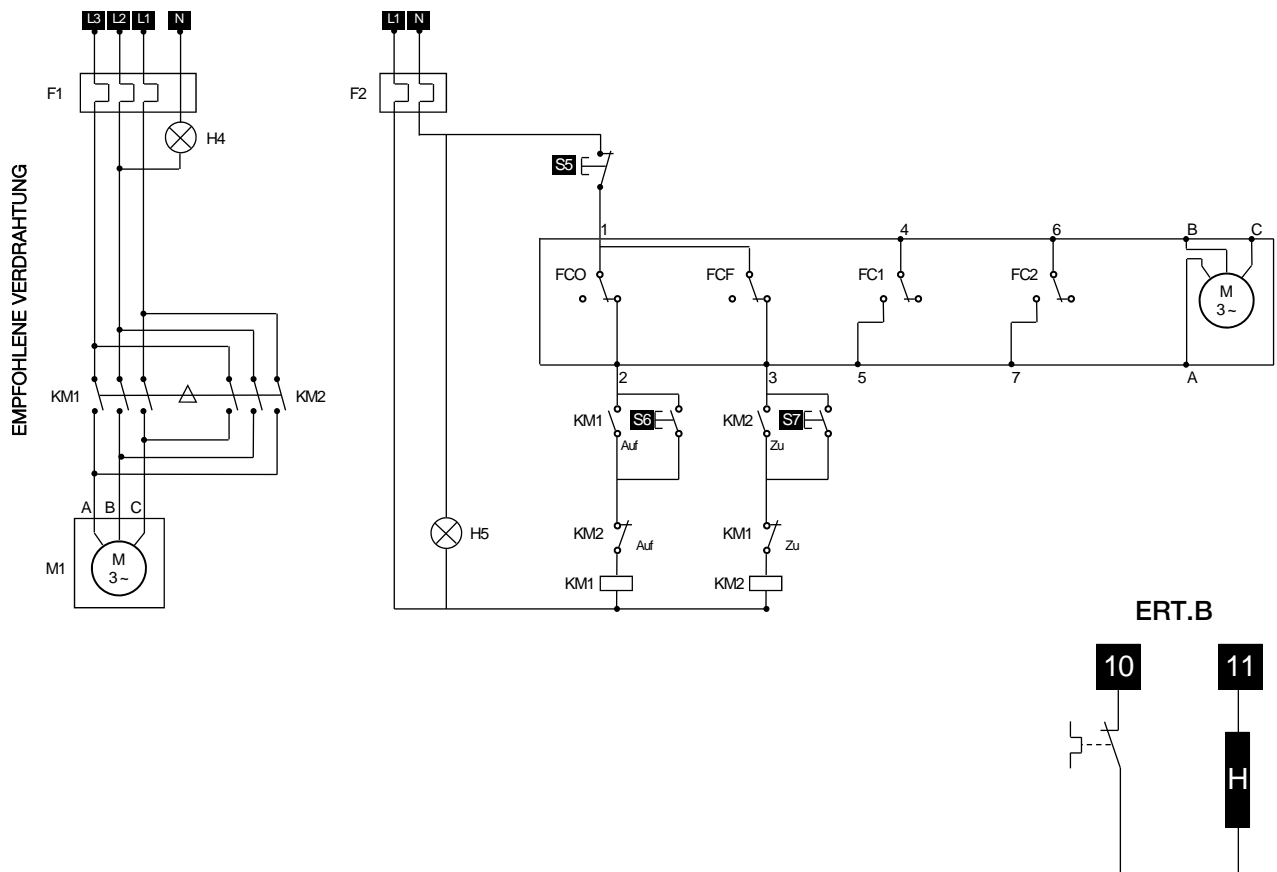 EMPFOHLENE VERDRAHTUNG
L3 L2 L1 N
F1
H4
KM1
KM2
A B C
M1
M
3~
L1 N
F2
S5
1
4
6
B
C
FCO
FCF
FC1
FC2
M
3~
2
3
5
7
A
KM1
S6
Auf
KM2
S7
Zu
KM2
Auf
KM1
Zu
H5
KM1
KM2
ERT.B
10
11
H